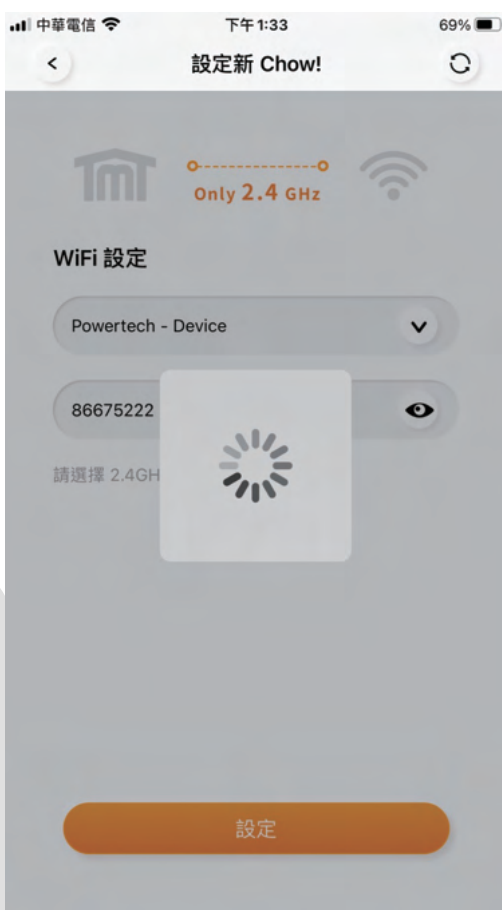 中華電信
下午1:33
69%
設定新 Chow!
Only 2.4 GHz
WiFi 設定
Powertech - Device
86675222
請選擇 2.4GH
設定